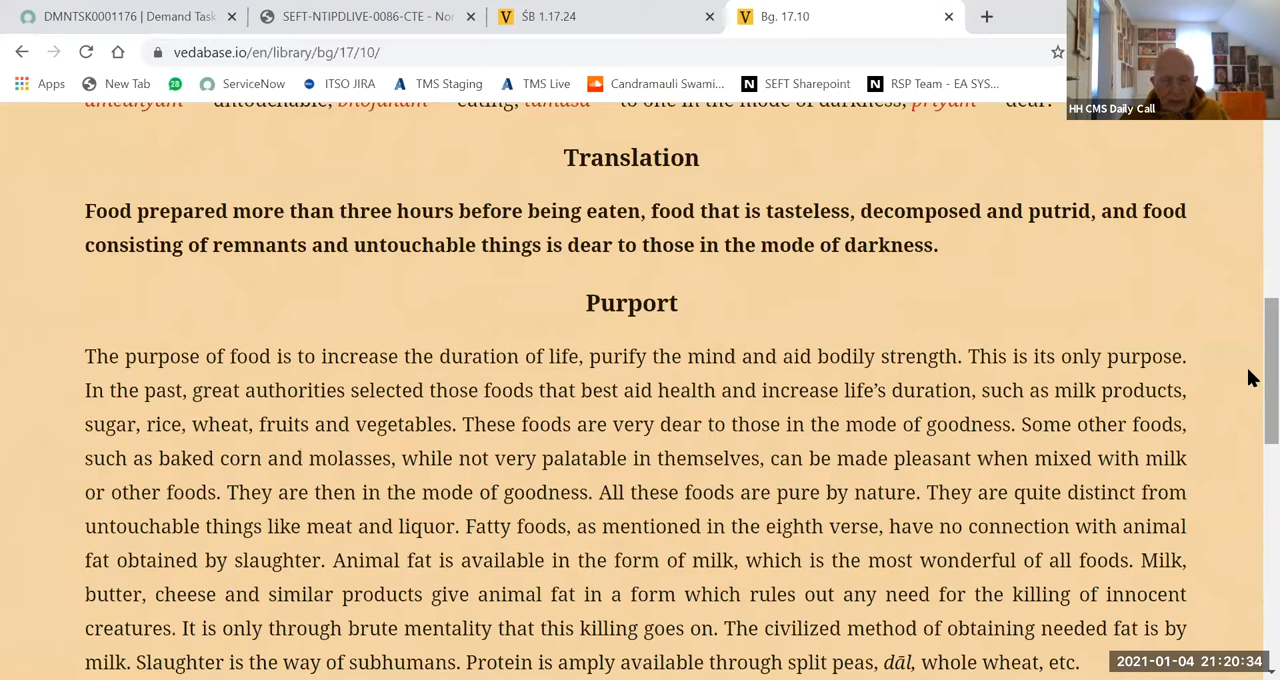 DMNTSK0001176 | Demand Task
SEFT-NTIPDLIVE-0086-CTE - Nor
ŚB 1.17.24
Bg. 17.10
vedabase.io/en/library/bg/17/10/
Apps New Tab 28 ServiceNow ITSO JIRA TMS Staging TMS Live Candramauli Swami... SEFT Sharepoint RSP Team - EA SYS...
HH CMS Daily Call
amedhyam untouchable; bhojanam eating; tāmasa to one in the mode of darkness; priyam dear.
Translation
Food prepared more than three hours before being eaten, food that is tasteless, decomposed and putrid, and food
consisting of remnants and untouchable things is dear to those in the mode of darkness.
Purport
The purpose of food is to increase the duration of life, purify the mind and aid bodily strength. This is its only purpose.
In the past, great authorities selected those foods that best aid health and increase life’s duration, such as milk products,
sugar, rice, wheat, fruits and vegetables. These foods are very dear to those in the mode of goodness. Some other foods,
such as baked corn and molasses, while not very palatable in themselves, can be made pleasant when mixed with milk
or other foods. They are then in the mode of goodness. All these foods are pure by nature. They are quite distinct from
untouchable things like meat and liquor. Fatty foods, as mentioned in the eighth verse, have no connection with animal
fat obtained by slaughter. Animal fat is available in the form of milk, which is the most wonderful of all foods. Milk,
butter, cheese and similar products give animal fat in a form which rules out any need for the killing of innocent
creatures. It is only through brute mentality that this killing goes on. The civilized method of obtaining needed fat is by
milk. Slaughter is the way of subhumans. Protein is amply available through split peas, dāl, whole wheat, etc.
2021-01-04 21:20:34